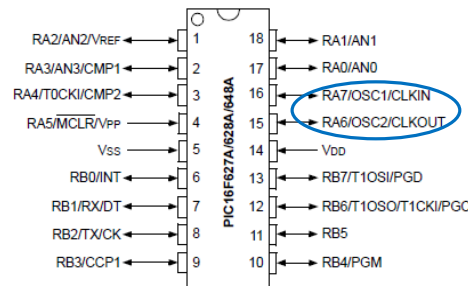 RA2/AN2/VREF 1 18 RA1/AN1
RA3/AN3/CMP1 2 17 RA0/AN0
RA4/T0CKI/CMP2 3 16 RA7/OSC1/CLKIN
RA5/MCLR/VPP 4 15 RA6/OSC2/CLKOUT
VSS 5 14 VDD
RB0/INT 6 13 RB7/T1OSI/PGD
RB1/RX/DT 7 12 RB6/T1OSO/T1CKI/PGC
RB2/TX/CK 8 11 RB5
RB3/CCP1 9 10 RB4/PGM
PIC16F627A/628A/648A